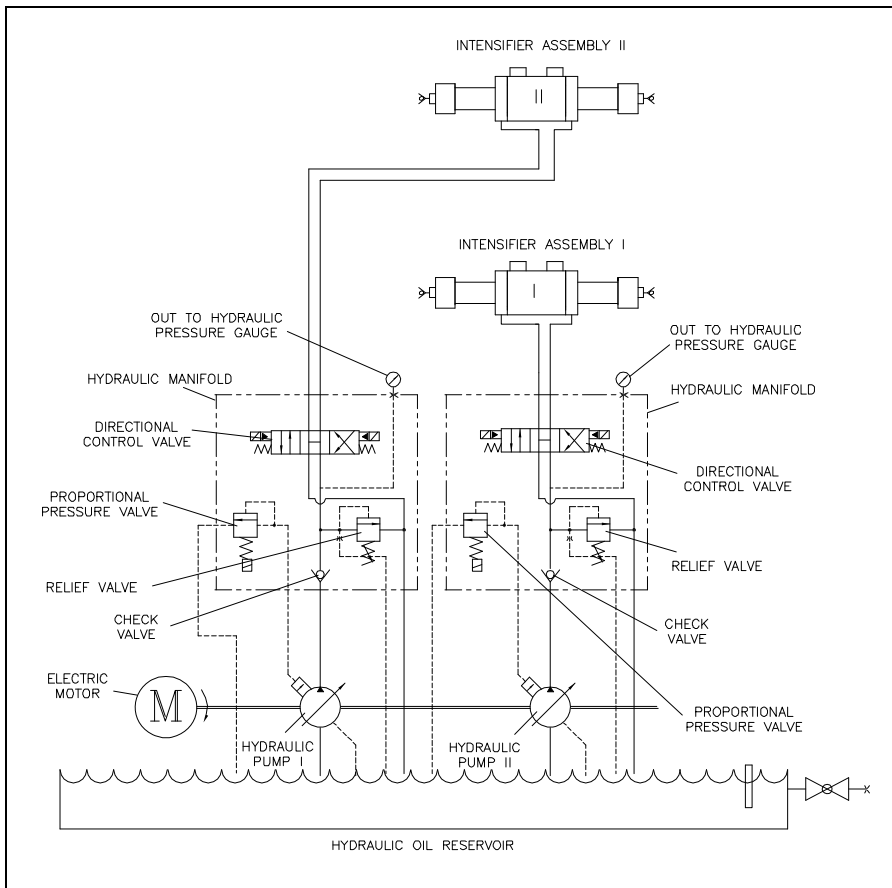 INTENSIFIER ASSEMBLY II
II
INTENSIFIER ASSEMBLY I
I
OUT TO HYDRAULIC
PRESSURE GAUGE
OUT TO HYDRAULIC
PRESSURE GAUGE
HYDRAULIC MANIFOLD
HYDRAULIC MANIFOLD
DIRECTIONAL
CONTROL VALVE
DIRECTIONAL
CONTROL VALVE
PROPORTIONAL
PRESSURE VALVE
RELIEF VALVE
RELIEF VALVE
CHECK
VALVE
CHECK
VALVE
ELECTRIC
MOTOR
M
PROPORTIONAL
PRESSURE VALVE
HYDRAULIC
PUMP I
HYDRAULIC
PUMP II
HYDRAULIC OIL RESERVOIR